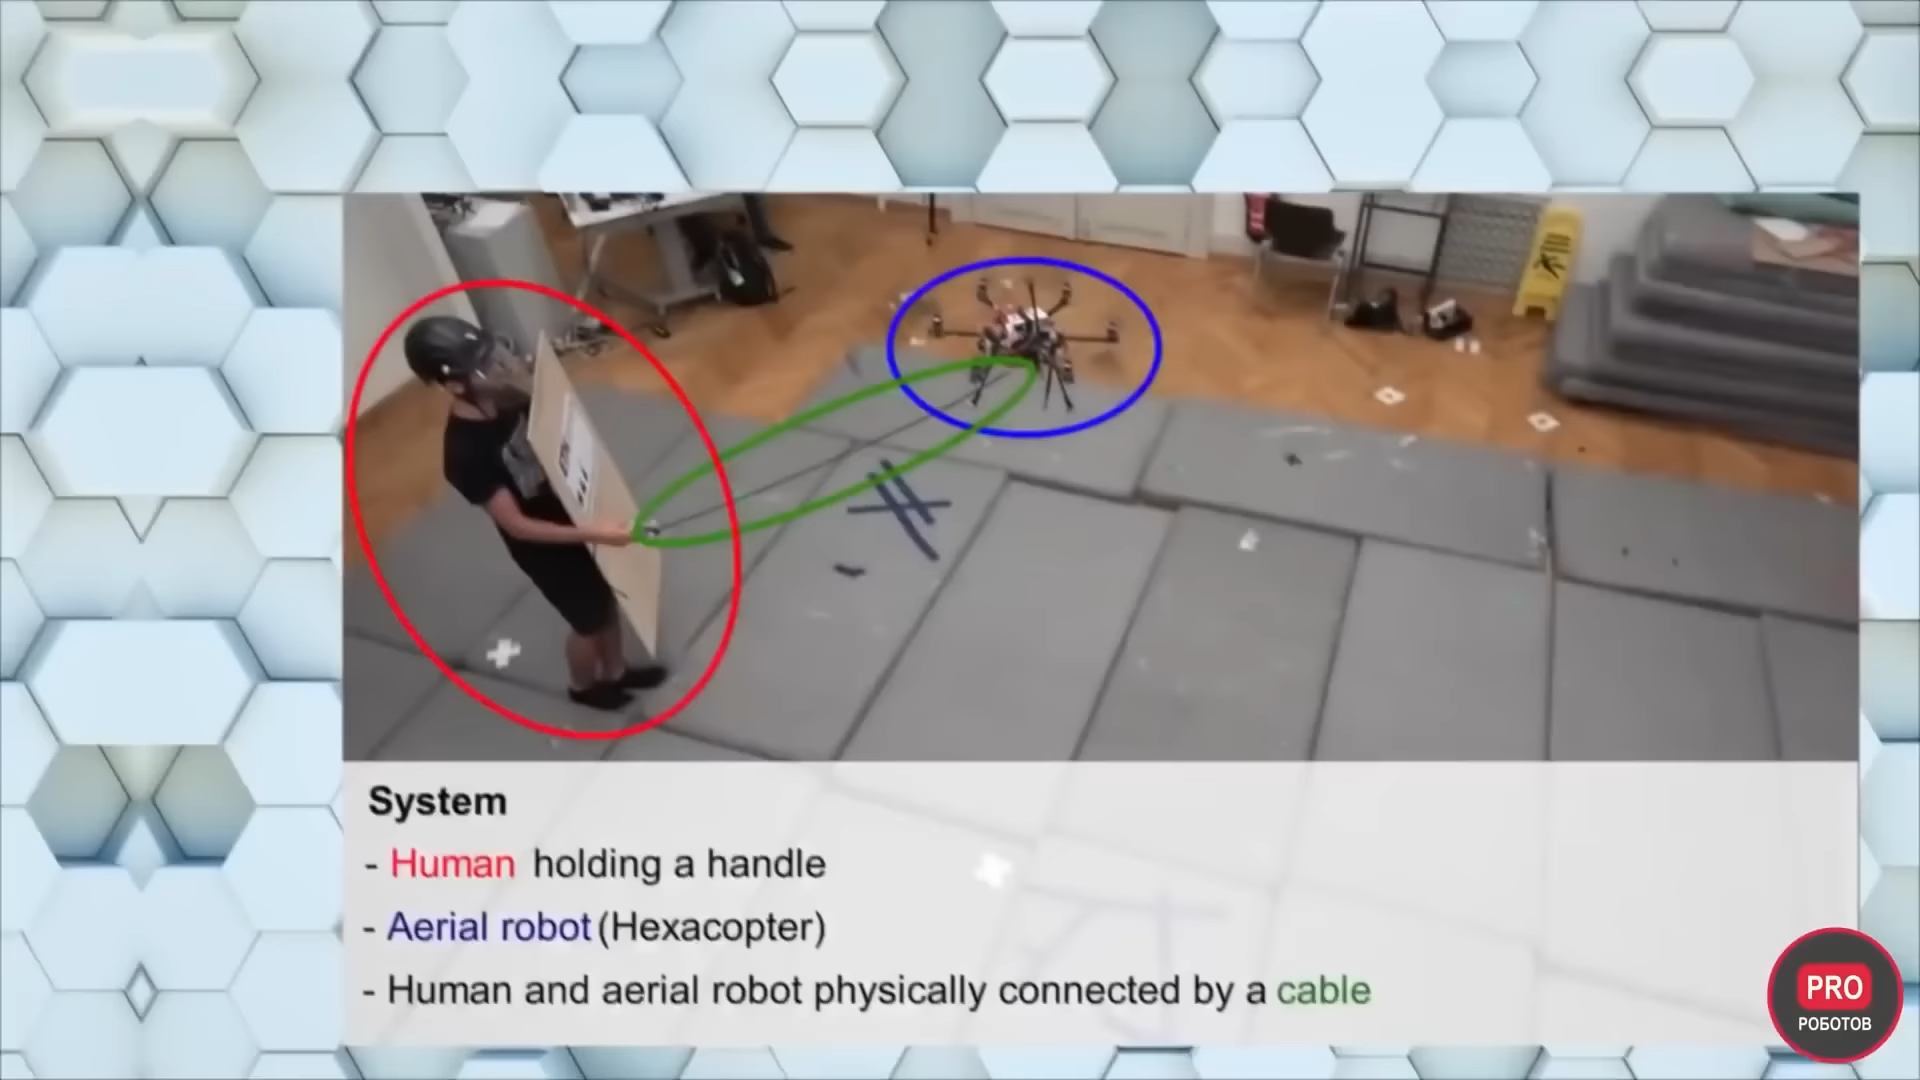 System
- Human holding a handle
- Aerial robot (Hexacopter)
- Human and aerial robot physically connected by a cable
PRO
РОБОТОВ